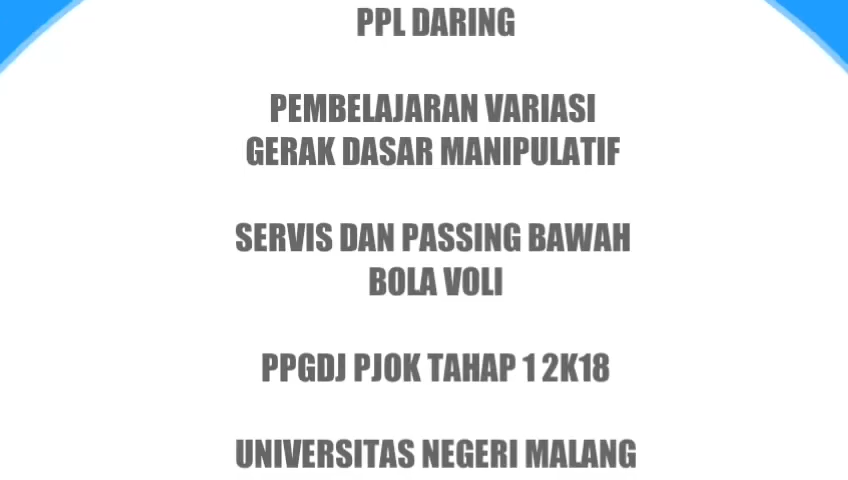 PPL DARING
PEMBELAJARAN VARIASI
GERAK DASAR MANIPULATIF
SERVIS DAN PASSING BAWAH
BOLA VOLI
PPGDJ PJOK TAHAP 1 2K18
UNIVERSITAS NEGERI MALANG